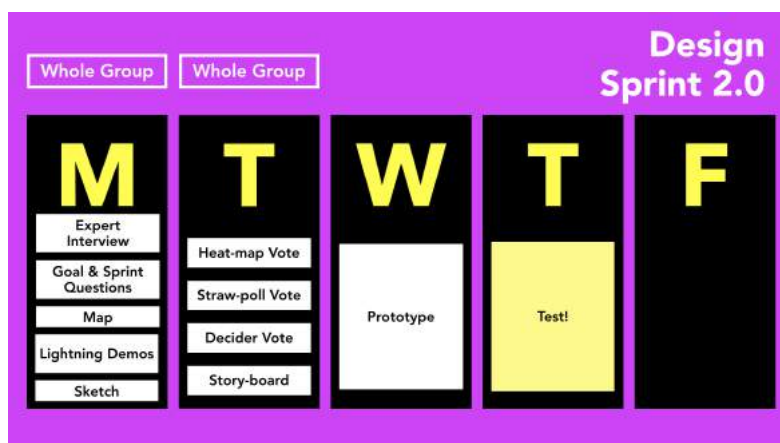 Design
Sprint 2.0
Whole Group
Whole Group
M
Expert
Interview
Goal & Sprint
Questions
Map
Lightning Demos
Sketch
T
Heat-map Vote
Straw-poll Vote
Decider Vote
Story-board
W
Prototype
T
Test!
F